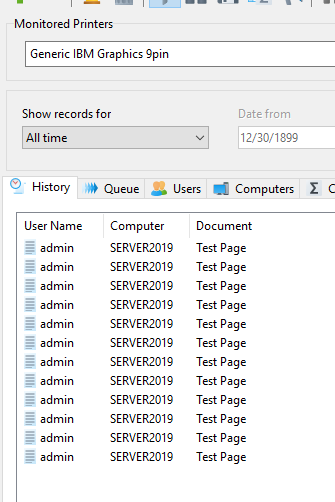 Monitored Printers
Generic IBM Graphics 9pin
Show records for Date from
All time 12/30/1899
History Queue Users Computers Σ
User Name Computer Document
admin SERVER2019 Test Page
admin SERVER2019 Test Page
admin SERVER2019 Test Page
admin SERVER2019 Test Page
admin SERVER2019 Test Page
admin SERVER2019 Test Page
admin SERVER2019 Test Page
admin SERVER2019 Test Page
admin SERVER2019 Test Page
admin SERVER2019 Test Page
admin SERVER2019 Test Page
admin SERVER2019 Test Page